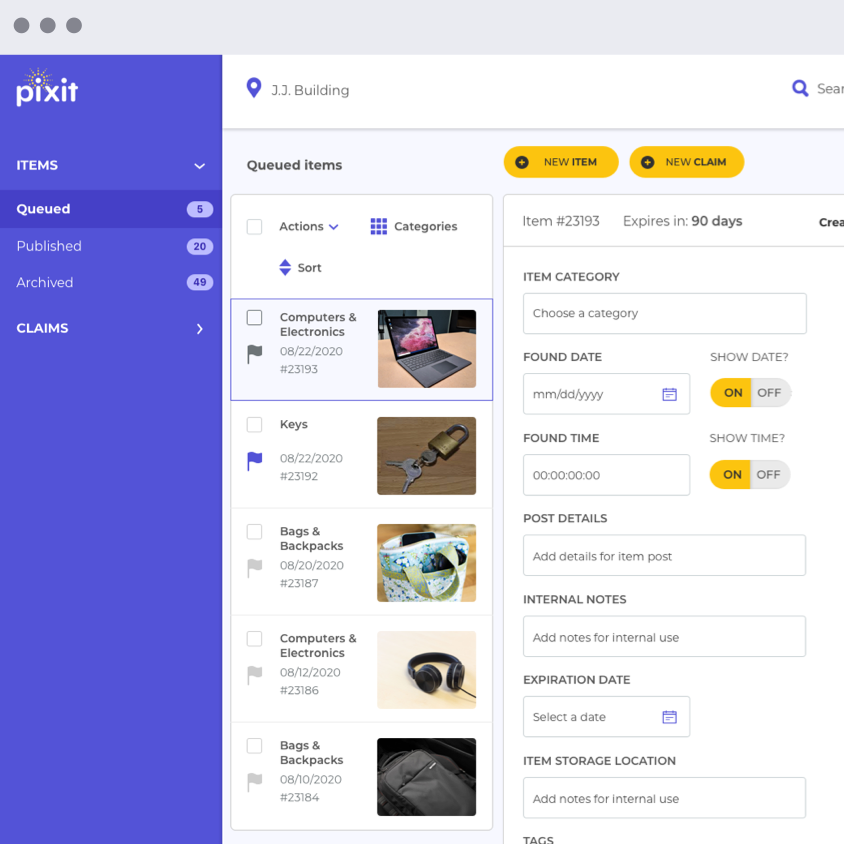 pixit
J.J. Building
ITEMS
Queued 5
Published 20
Archived 49
CLAIMS
Queued items
NEW ITEM
NEW CLAIM
Actions
Categories
Sort
Computers &
Electronics
08/22/2020
#23193
Keys
08/22/2020
#23192
Bags &
Backpacks
08/20/2020
#23187
Computers &
Electronics
08/12/2020
#23186
Bags &
Backpacks
08/10/2020
#23184
Item #23193 Expires in: 90 days
ITEM CATEGORY
Choose a category
FOUND DATE SHOW DATE?
mm/dd/yyyy ON OFF
FOUND TIME SHOW TIME?
00:00:00:00 ON OFF
POST DETAILS
Add details for item post
INTERNAL NOTES
Add notes for internal use
EXPIRATION DATE
Select a date
ITEM STORAGE LOCATION
Add notes for internal use
TAGS